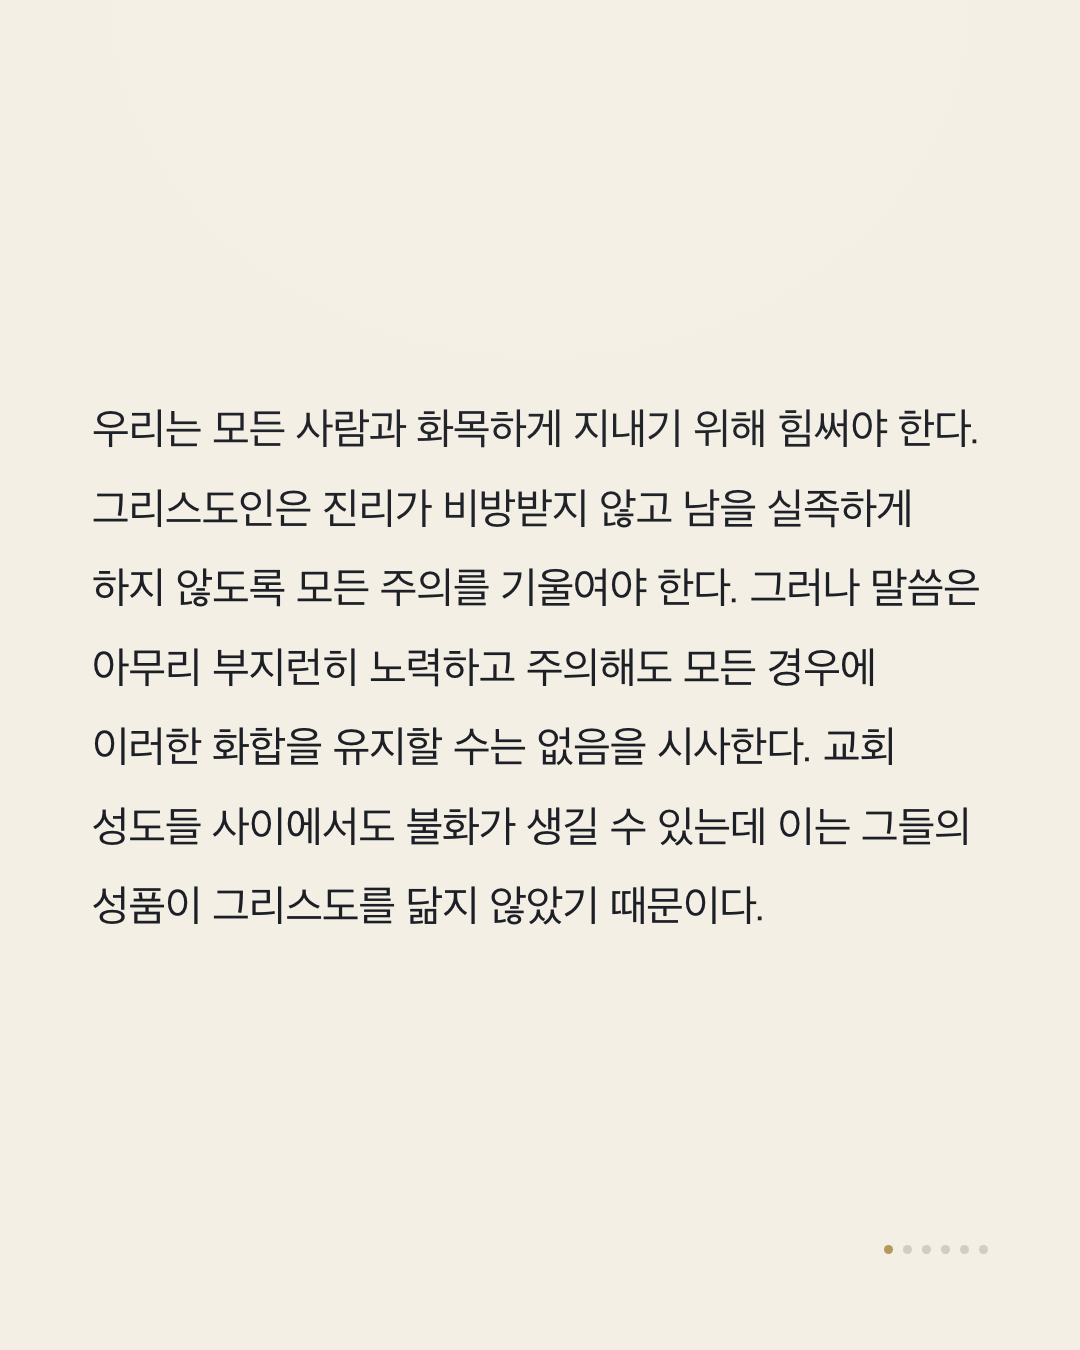 우리는 모든 사람과 화목하게 지내기 위해 힘써야 한다.
그리스도인은 진리가 비방받지 않고 남을 실족하게
하지 않도록 모든 주의를 기울여야 한다. 그러나 말씀은
아무리 부지런히 노력하고 주의해도 모든 경우에
이러한 화합을 유지할 수는 없음을 시사한다. 교회
성도들 사이에서도 불화가 생길 수 있는데 이는 그들의
성품이 그리스도를 닮지 않았기 때문이다.